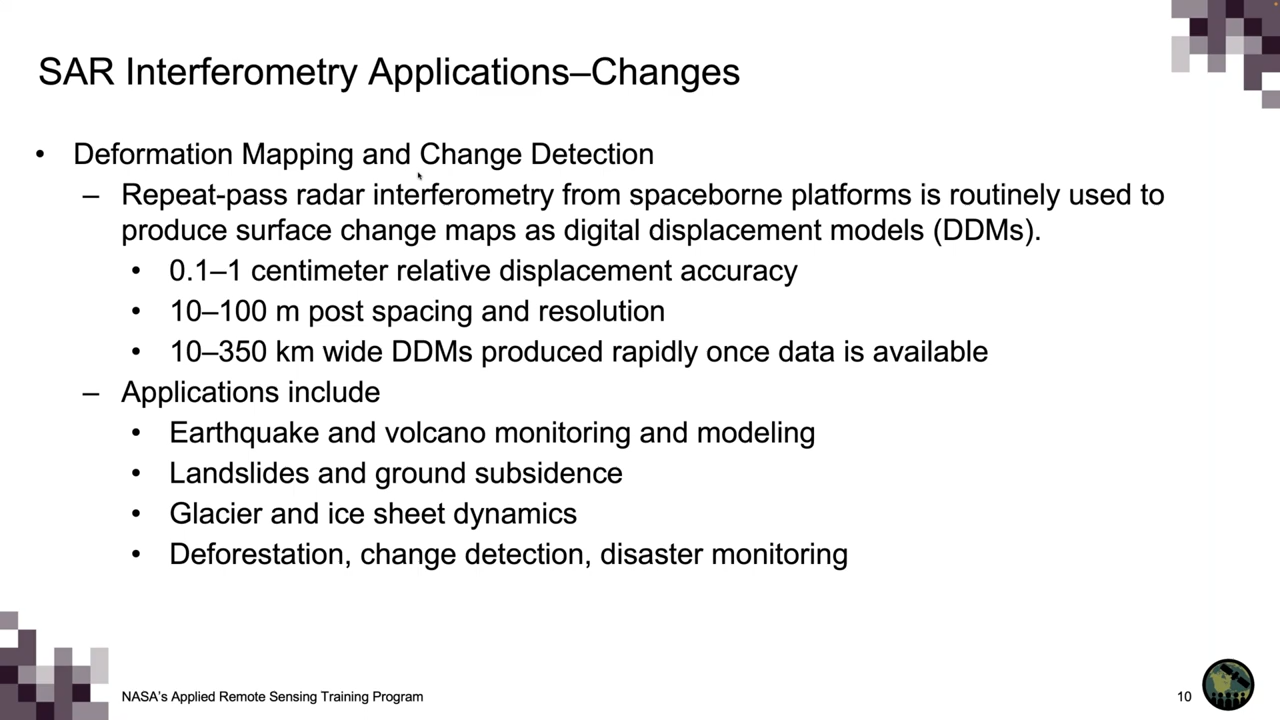 SAR Interferometry Applications–Changes
• Deformation Mapping and Change Detection
– Repeat-pass radar interferometry from spaceborne platforms is routinely used to
produce surface change maps as digital displacement models (DDMs).
• 0.1–1 centimeter relative displacement accuracy
• 10–100 m post spacing and resolution
• 10–350 km wide DDMs produced rapidly once data is available
– Applications include
• Earthquake and volcano monitoring and modeling
• Landslides and ground subsidence
• Glacier and ice sheet dynamics
• Deforestation, change detection, disaster monitoring
NASA's Applied Remote Sensing Training Program
10